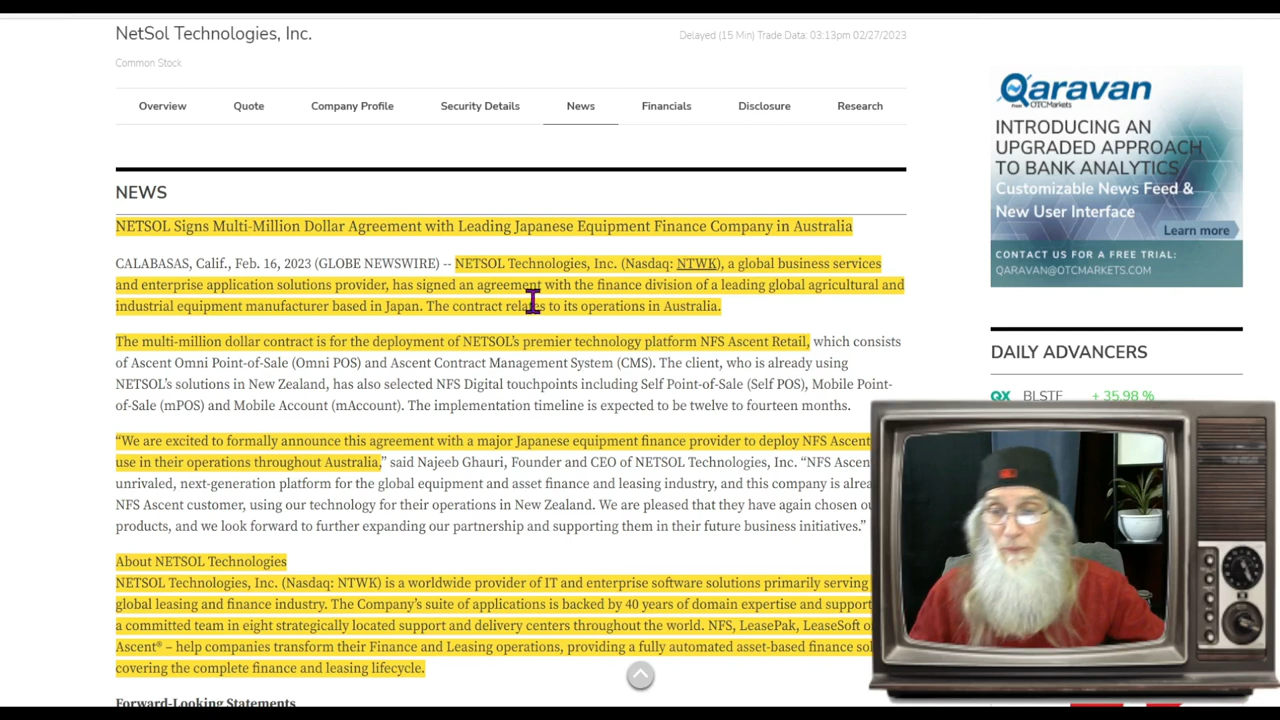 NetSol Technologies, Inc.
Delayed (15 Min) Trade Data: 03:13pm 02/27/2023
Common Stock
Overview Quote Company Profile Security Details News Financials Disclosure Research
NEWS
NETSOL Signs Multi-Million Dollar Agreement with Leading Japanese Equipment Finance Company in Australia
CALABASAS, Calif., Feb. 16, 2023 (GLOBE NEWSWIRE) -- NETSOL Technologies, Inc. (Nasdaq: NTWK), a global business services
and enterprise application solutions provider, has signed an agreement with the finance division of a leading global agricultural and
industrial equipment manufacturer based in Japan. The contract relates to its operations in Australia.
The multi-million dollar contract is for the deployment of NETSOL's premier technology platform NFS Ascent Retail, which consists
of Ascent Omni Point-of-Sale (Omni POS) and Ascent Contract Management System (CMS). The client, who is already using
NETSOL's solutions in New Zealand, has also selected NFS Digital touchpoints including Self Point-of-Sale (Self POS), Mobile Point-
of-Sale (mPOS) and Mobile Account (mAccount). The implementation timeline is expected to be twelve to fourteen months.
“We are excited to formally announce this agreement with a major Japanese equipment finance provider to deploy NFS Ascent
use in their operations throughout Australia,” said Najeeb Ghauri, Founder and CEO of NETSOL Technologies, Inc. “NFS Ascen
unrivaled, next-generation platform for the global equipment and asset finance and leasing industry, and this company is alrea
NFS Ascent customer, using our technology for their operations in New Zealand. We are pleased that they have again chosen ou
products, and we look forward to further expanding our partnership and supporting them in their future business initiatives.”
About NETSOL Technologies
NETSOL Technologies, Inc. (Nasdaq: NTWK) is a worldwide provider of IT and enterprise software solutions primarily serving
global leasing and finance industry. The Company's suite of applications is backed by 40 years of domain expertise and support
a committed team in eight strategically located support and delivery centers throughout the world. NFS, LeasePak, LeaseSoft o
Ascent® – help companies transform their Finance and Leasing operations, providing a fully automated asset-based finance sol
covering the complete finance and leasing lifecycle.
Forward-Looking Statements
Qaravan
OTCMarkets
INTRODUCING AN
UPGRADED APPROACH
TO BANK ANALYTICS
Customizable News Feed &
New User Interface
Learn more
CONTACT US FOR A FREE TRIAL:
QARAVAN@OTCMARKETS.COM
DAILY ADVANCERS
QX BLSTF + 35.98 %